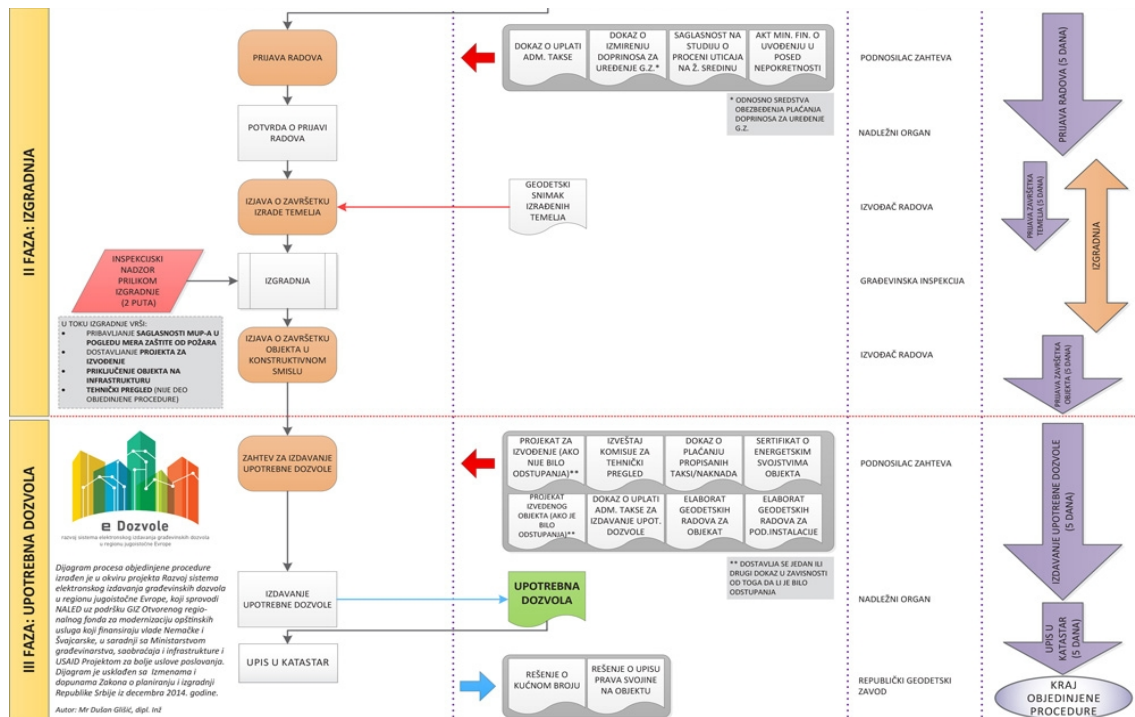 II FAZA: IZGRADNJA
PRIJAVA RADOVA
DOKAZ O UPLATI
ADM. TAKSE
DOKAZ O
IZMIRENJU
DOPRINOSA ZA
UREĐENJE G.Z.*
SAGLASNOST NA
STUDIJU O
PROCENI UTICAJA
NA Ž. SREDINU
AKT MIN. FIN. O
UVOĐENJU U
POSED
NEPOKRETNOSTI
* ODNOSNO SREDSTVA
OBEZBEĐENJA PLAĆANJA
DOPRINOSA ZA UREĐENJE
G.Z.
PODNOSILAC ZAHTEVA
PRIJAVA RADOVA (5 DANA)
POTVRDA O PRIJAVI
RADOVA
NADLEŽNI ORGAN
IZJAVA O ZAVRŠETKU
IZRADE TEMELJA
GEODETSKI
SNIMAK
IZRAĐENIH
TEMELJA
IZVOĐAČ RADOVA
PRIJAVA ZAVRŠETKA
TEMELJA (5 DANA)
IZGRADNJA
INSPEKCIJSKI
NADZOR
PRILIKOM
IZGRADNJE
(2 PUTA)
IZGRADNJA
GRAĐEVINSKA INSPEKCIJA
U TOKU IZGRADNJE VRŠI:
• PRIBAVLJANJE SAGLASNOSTI MUP-A U
POGLEDU MERA ZAŠTITE OD POŽARA
• DOSTAVLJANJE PROJEKTA ZA
IZVOĐENJE
• PRIKLJUČENJE OBJEKTA NA
INFRASTRUKTURU
• TEHNIČKI PREGLED (NIJE DEO
OBJEDINJENE PROCEDURE)
IZJAVA O ZAVRŠETKU
OBJEKTA U
KONSTRUKTIVNOM
SMISLU
IZVOĐAČ RADOVA
PRIJAVA ZAVRŠETKA
OBJEKTA (5 DANA)
III FAZA: UPOTREBNA DOZVOLA
e Dozvole
razvoj sistema elektronskog izdavanja građevinskih dozvola
u regionu jugoistočne Evrope
Dijagram procesa objedinjene procedure
izrađen je u okviru projekta Razvoj sistema
elektronskog izdavanja građevinskih dozvola
u regionu jugoistočne Evrope, koji sprovodi
NALED uz podršku GIZ Otvorenog regio-
nalnog fonda za modernizaciju opštinskih
usluga koji finansiraju vlade Nemačke i
Švajcarske, u saradnji sa Ministarstvom
građevinarstva, saobraćaja i infrastrukture i
USAID Projektom za bolje uslove poslovanja.
Dijagram je usklađen sa Izmenama i
dopunama Zakona o planiranju i izgradnji
Republike Srbije iz decembra 2014. godine.
Autor: Mr Dušan Glišić, dipl. Inž
ZAHTEV ZA IZDAVANJE
UPOTREBNE DOZVOLE
PROJEKAT ZA
IZVOĐENJE (AKO
NIJE BILO
ODSTUPANJA)**
IZVEŠTAJ
KOMISIJE ZA
TEHNIČKI
PREGLED
DOKAZ O
PLAĆANJU
PROPISANIH
TAKSI/NAKNADA
SERTIFIKAT O
ENERGETSKIM
SVOJSTVIMA
OBJEKTA
PROJEKAT
IZVEDENOG
OBJEKTA (AKO JE
BILO
ODSTUPANJA)**
DOKAZ O UPLATI
ADM. TAKSE ZA
IZDAVANJE UPOT.
DOZVOLE
ELABORAT
GEODETSKIH
RADOVA ZA
OBJEKAT
ELABORAT
GEODETSKIH
RADOVA ZA
POD.INSTALACIJE
** DOSTAVLJA SE JEDAN ILI
DRUGI DOKAZ U ZAVISNOSTI
OD TOGA DA LI JE BILO
ODSTUPANJA
PODNOSILAC ZAHTEVA
IZDAVANJE UPOTREBNE DOZVOLE
(5 DANA)
IZDAVANJE
UPOTREBNE DOZVOLE
UPOTREBNA
DOZVOLA
NADLEŽNI ORGAN
UPIS U KATASTAR
UPIS U
KATASTAR
(5 DANA)
REŠENJE O
KUĆNOM BROJU
REŠENJE O UPISU
PRAVA SVOJINE
NA OBJEKTU
REPUBLIČKI GEODETSKI
ZAVOD
KRAJ
OBJEDINJENE
PROCEDURE